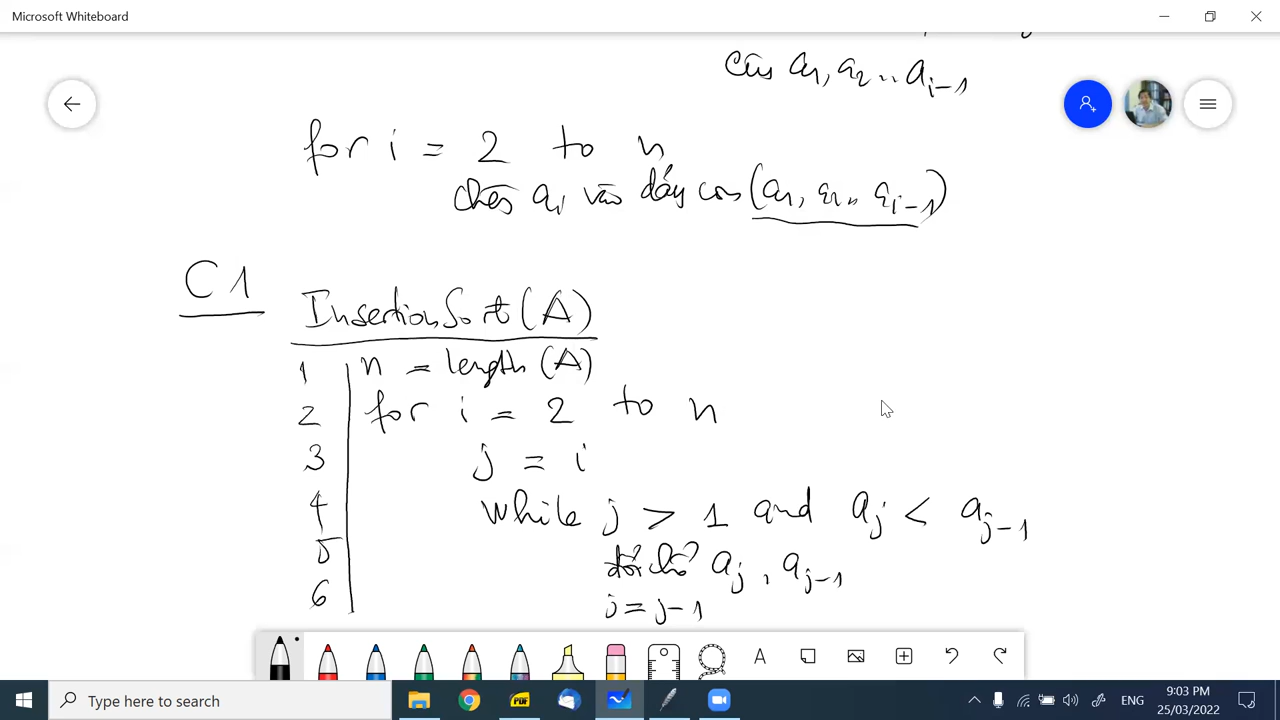 Microsoft Whiteboard
của a1, a2 .. ai-1
for i = 2 to n
chèn ai vào dãy con (a1, a2,, ai-1)
C1
InsertionSort(A)
1 n = length (A)
2 for i = 2 to n
3 j = i
4 while j > 1 and aj < aj-1
5 đổi chỗ aj, aj-1
6 j = j-1
Type here to search
PDF
ENG
9:03 PM
25/03/2022